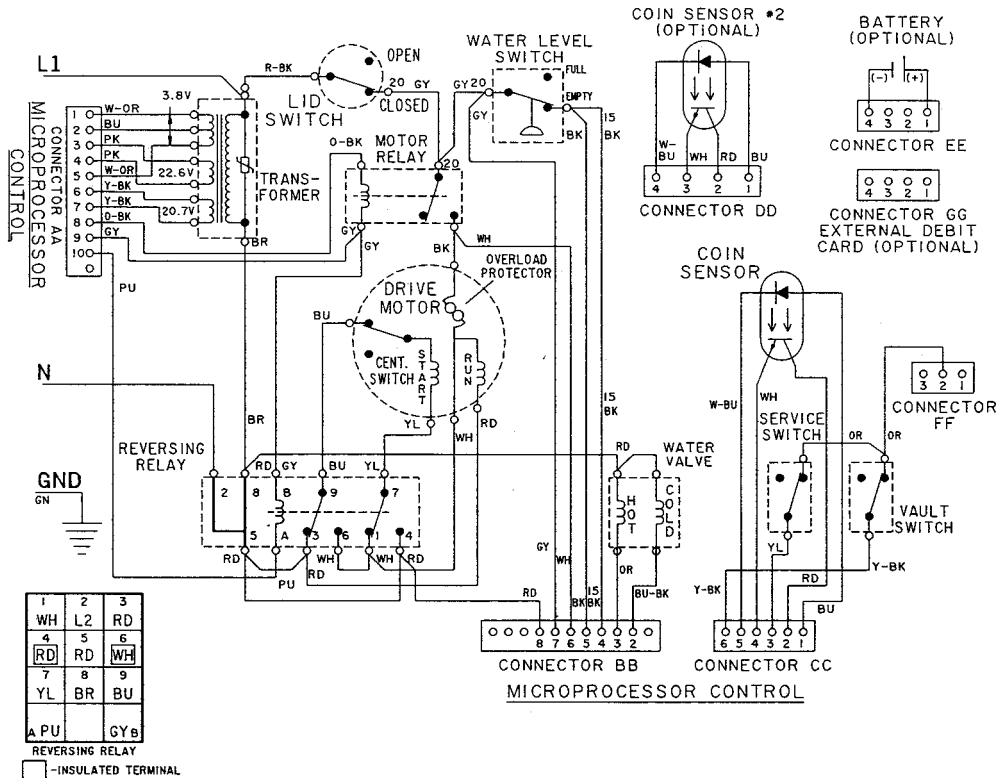 COIN SENSOR #2
(OPTIONAL)
BATTERY
(OPTIONAL)
(-) (+)
4 3 2 1
CONNECTOR EE
4 3 2 1
CONNECTOR GG
EXTERNAL DEBIT
CARD (OPTIONAL)
W-BU WH RD BU
4 3 2 1
CONNECTOR DD
WATER LEVEL
SWITCH
FULL
EMPTY
GY 20
GY
BK
15
BK
L1
R-BK
OPEN
20 GY
CLOSED
LID
SWITCH
MICROPROCESSOR
CONTROL
CONNECTOR AA
1 W-OR
2 BU
3 PK
4 PK
5 W-OR
6 Y-BK
7 Y-BK
8 O-BK
9 GY
10
PU
3.8V
22.6V
20.7V
TRANS-
FORMER
BR
O-BK
MOTOR
RELAY
20
GY
GY
BK
WH
OVERLOAD
PROTECTOR
DRIVE
MOTOR
BU
CENT.
SWITCH
START
RUN
YL
WH
RD
N
BR
REVERSING
RELAY
RD GY BU YL
2 8 B 9 7
5 A 3 6 1 4
RD PU RD WH WH RD
GND
GN
RD
WATER
VALVE
HOT
COLD
OR
BU-BK
15
BK
GY
WH
BK
15
BK
RD
8 7 6 5 4 3 2
CONNECTOR BB
MICROPROCESSOR CONTROL
COIN
SENSOR
W-BU
WH
SERVICE
SWITCH
OR
OR
3 2 1
CONNECTOR
FF
VAULT
SWITCH
YL
Y-BK
Y-BK
RD
BU
6 5 4 3 2 1
CONNECTOR CC
1 2 3
WH L2 RD
4 5 6
RD RD WH
7 8 9
YL BR BU
A PU GY B
REVERSING RELAY
-INSULATED TERMINAL